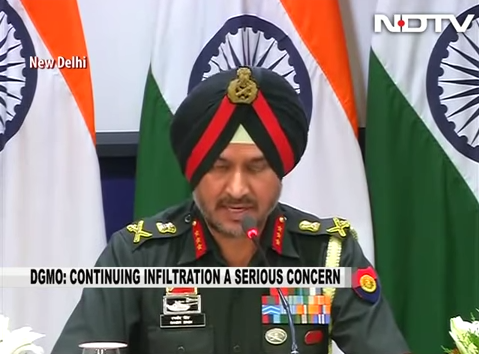 NDTV
New Delhi
DGMO: CONTINUING INFILTRATION A SERIOUS CONCERN